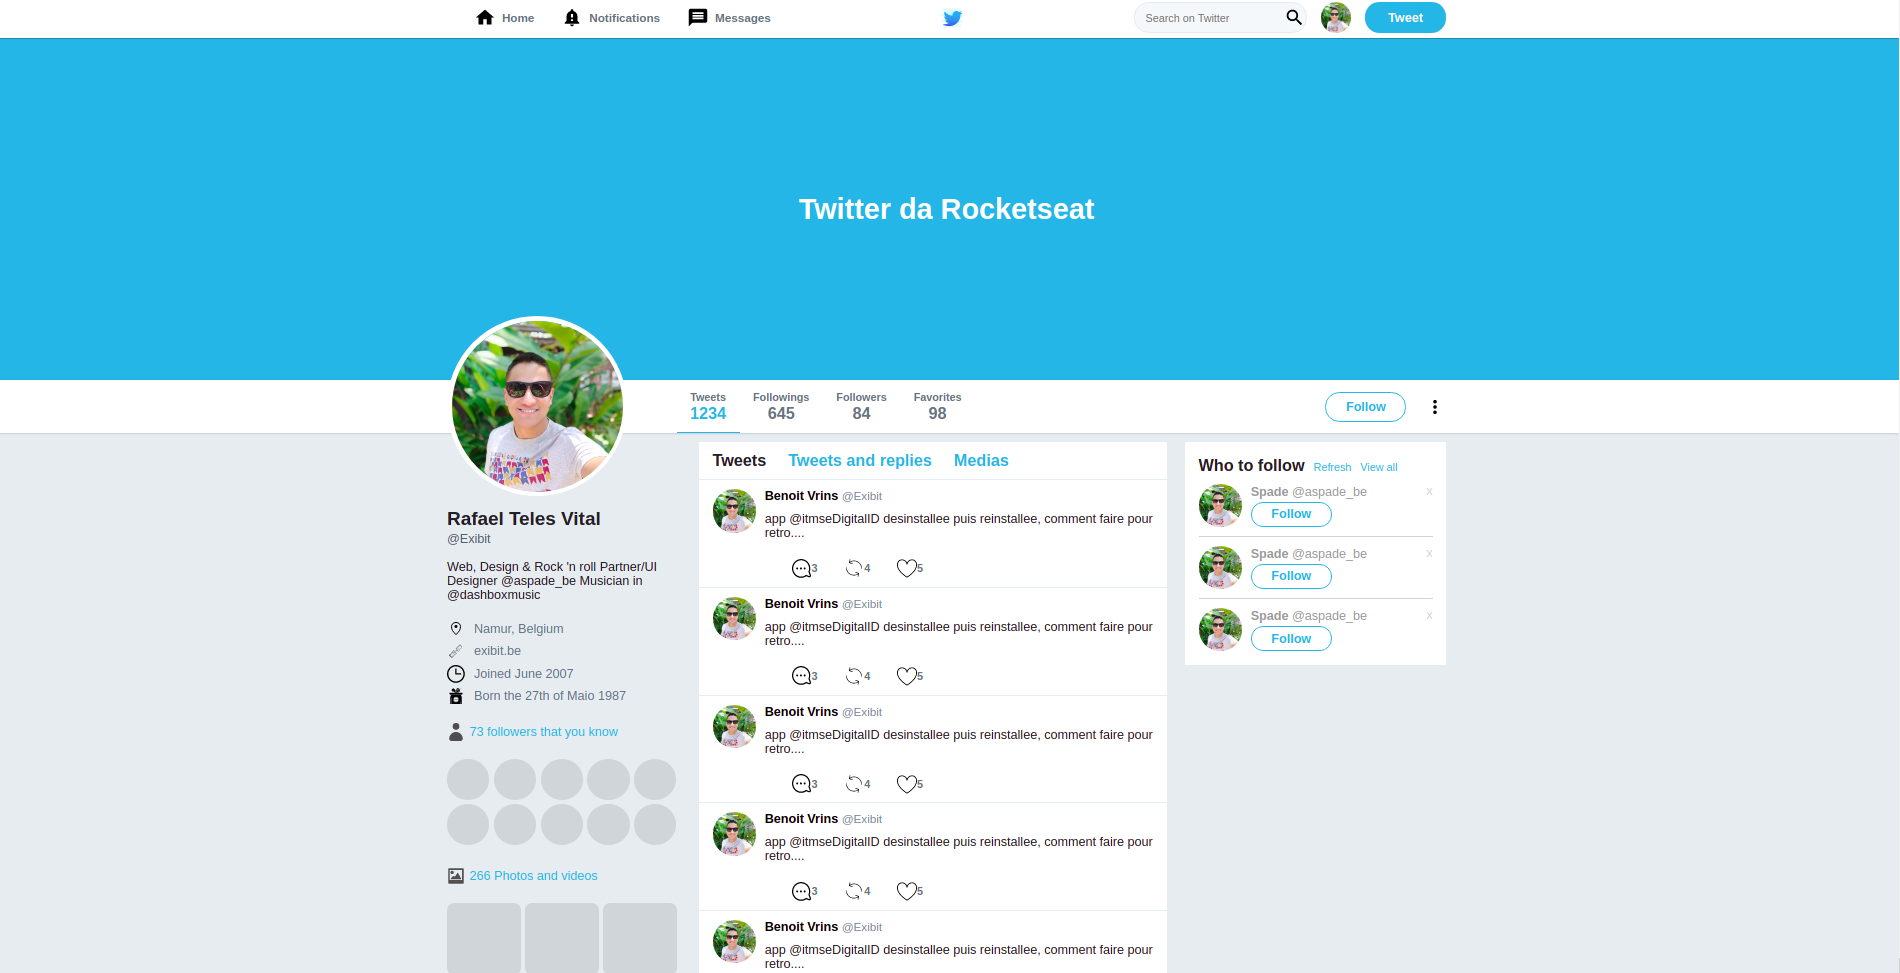 Home Notifications Messages Search on Twitter Tweet
Twitter da Rocketseat
Tweets Followings Followers Favorites
1234 645 84 98
Follow
Rafael Teles Vital
@Exibit
Web, Design & Rock 'n roll Partner/UI
Designer @aspade_be Musician in
@dashboxmusic
Namur, Belgium
exibit.be
Joined June 2007
Born the 27th of Maio 1987
73 followers that you know
266 Photos and videos
Tweets Tweets and replies Medias
Benoit Vrins @Exibit
app @itmseDigitalID desinstallee puis reinstallee, comment faire pour
retro....
3 4 5
Benoit Vrins @Exibit
app @itmseDigitalID desinstallee puis reinstallee, comment faire pour
retro....
3 4 5
Benoit Vrins @Exibit
app @itmseDigitalID desinstallee puis reinstallee, comment faire pour
retro....
3 4 5
Benoit Vrins @Exibit
app @itmseDigitalID desinstallee puis reinstallee, comment faire pour
retro....
3 4 5
Benoit Vrins @Exibit
app @itmseDigitalID desinstallee puis reinstallee, comment faire pour
retro....
Who to follow Refresh View all
Spade @aspade_be x
Follow
Spade @aspade_be x
Follow
Spade @aspade_be x
Follow